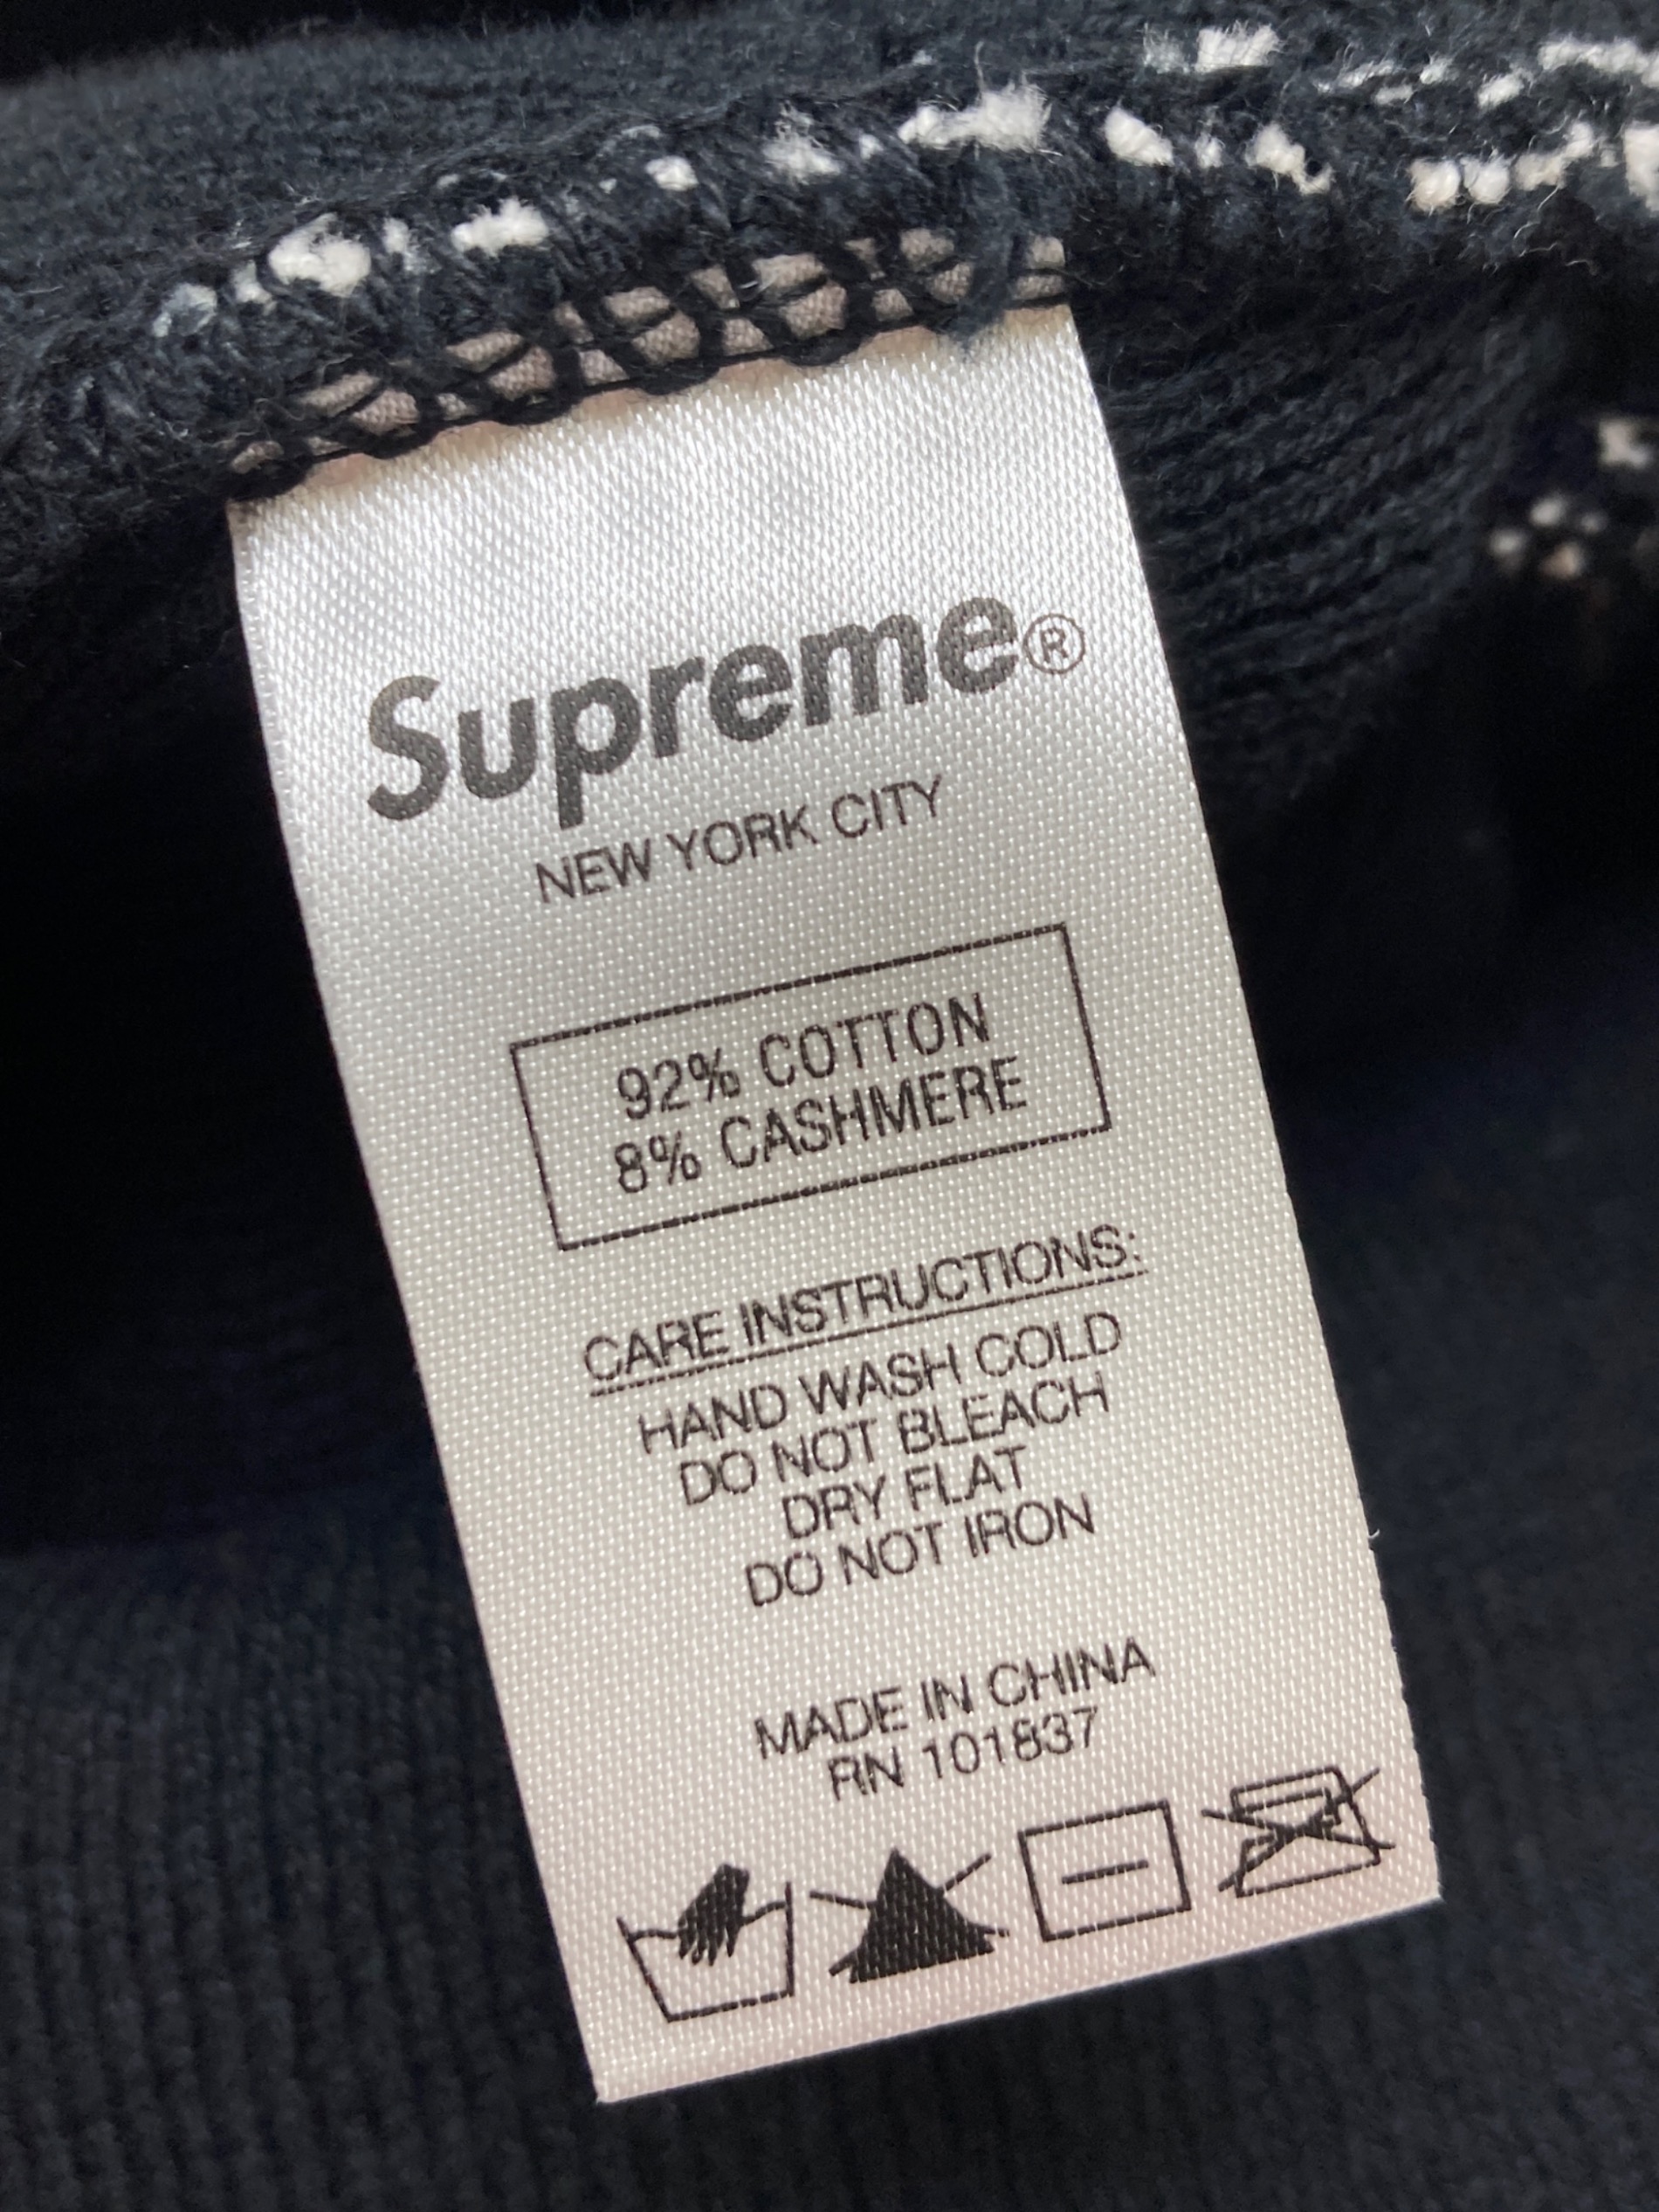 Supreme®
NEW YORK CITY
92% COTTON
8% CASHMERE
CARE INSTRUCTIONS:
HAND WASH COLD
DO NOT BLEACH
DRY FLAT
DO NOT IRON
MADE IN CHINA
RN 101837